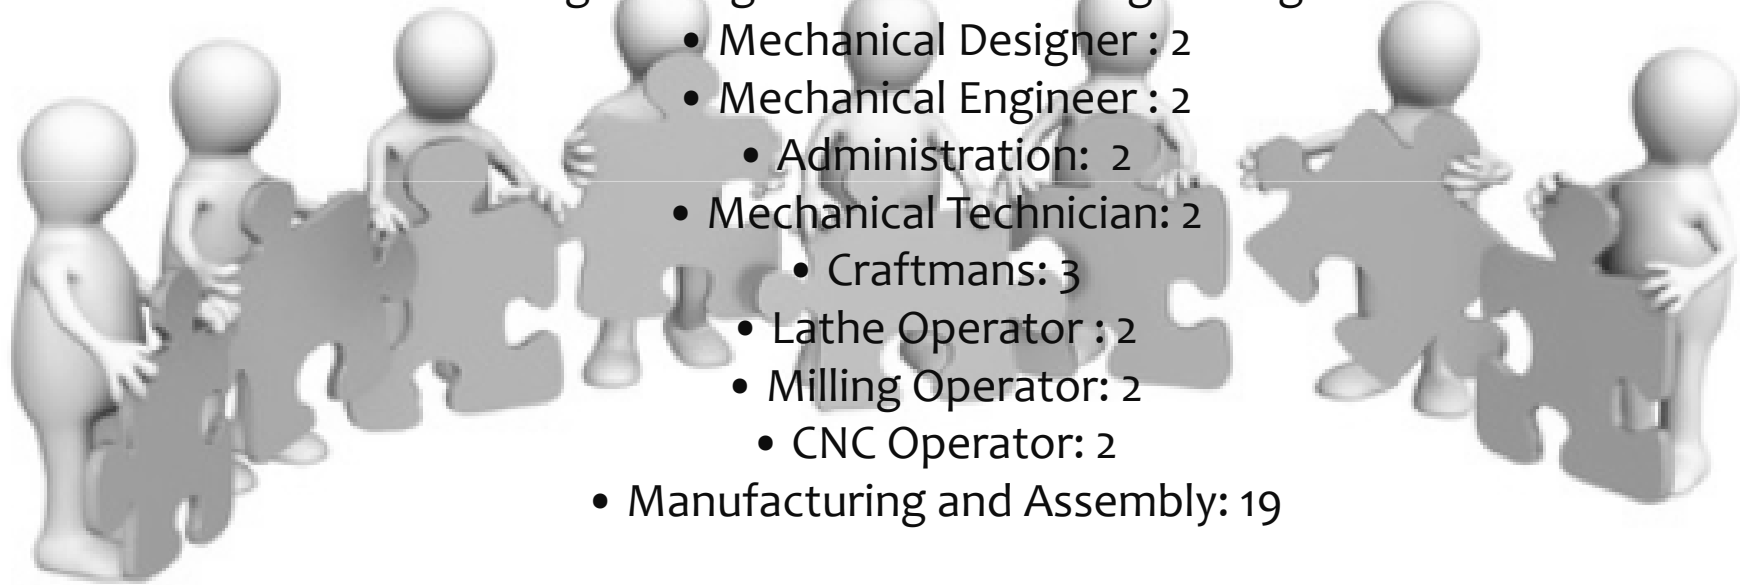 • Mechanical Designer : 2
• Mechanical Engineer : 2
• Administration: 2
• Mechanical Technician: 2
• Craftmans: 3
• Lathe Operator : 2
• Milling Operator: 2
• CNC Operator: 2
• Manufacturing and Assembly: 19